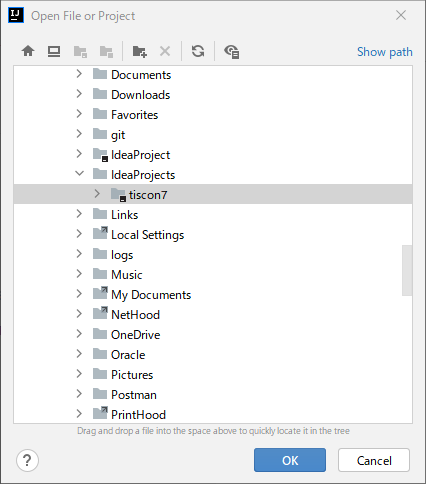 IJ Open File or Project
Show path
Documents
Downloads
Favorites
git
IdeaProject
IdeaProjects
tiscon7
Links
Local Settings
logs
Music
My Documents
NetHood
OneDrive
Oracle
Pictures
Postman
PrintHood
Drag and drop a file into the space above to quickly locate it in the tree
? OK Cancel